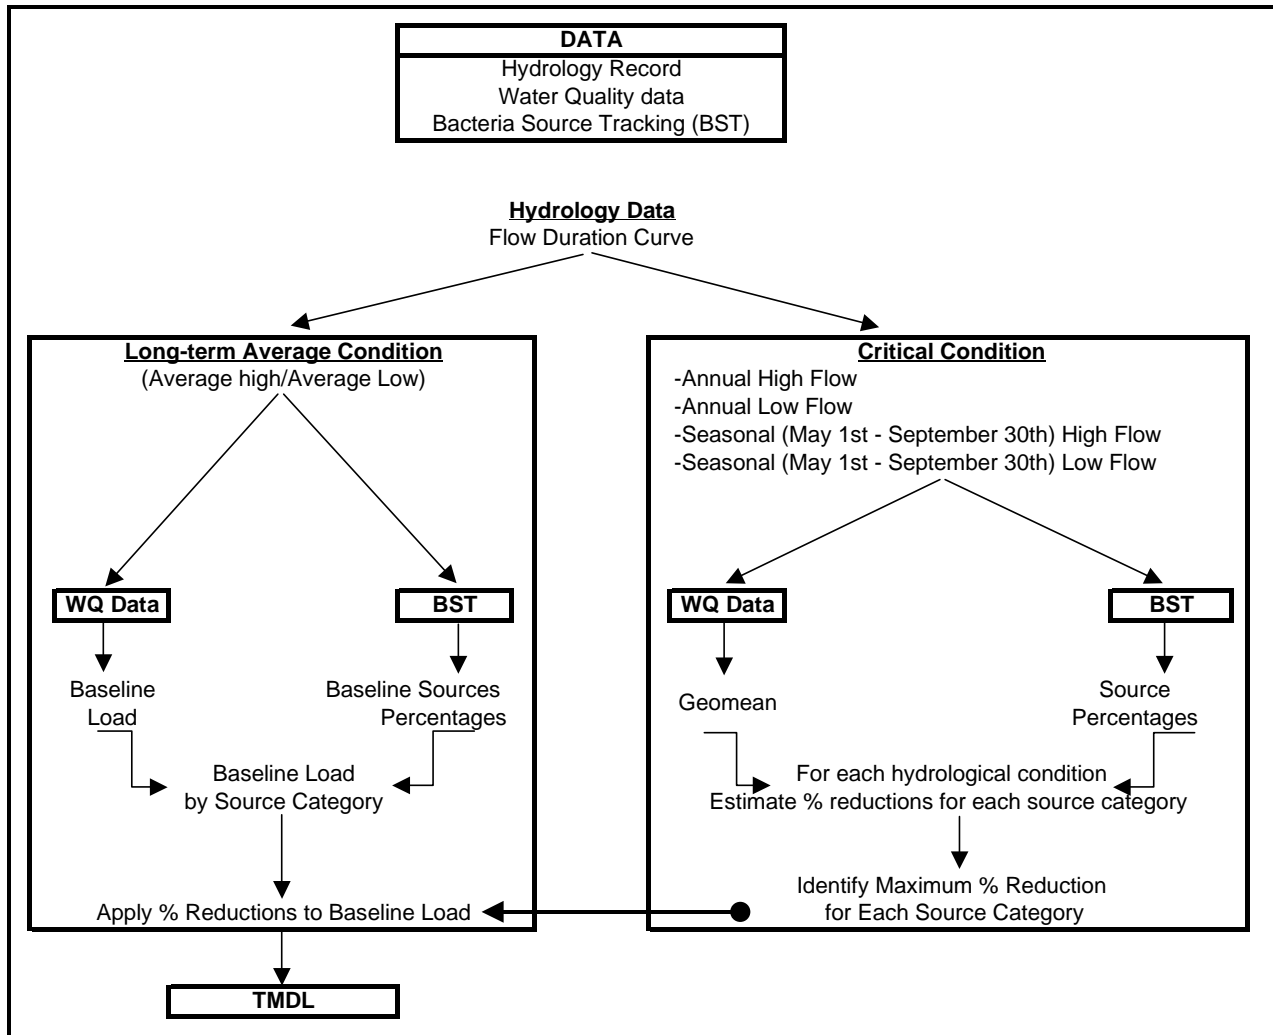 DATA
Hydrology Record
Water Quality data
Bacteria Source Tracking (BST)
Hydrology Data
Flow Duration Curve
Long-term Average Condition
(Average high/Average Low)
WQ Data
BST
Baseline
Load
Baseline Sources
Percentages
Baseline Load
by Source Category
Apply % Reductions to Baseline Load
TMDL
Critical Condition
-Annual High Flow
-Annual Low Flow
-Seasonal (May 1st - September 30th) High Flow
-Seasonal (May 1st - September 30th) Low Flow
WQ Data
BST
Geomean
Source
Percentages
For each hydrological condition
Estimate % reductions for each source category
Identify Maximum % Reduction
for Each Source Category